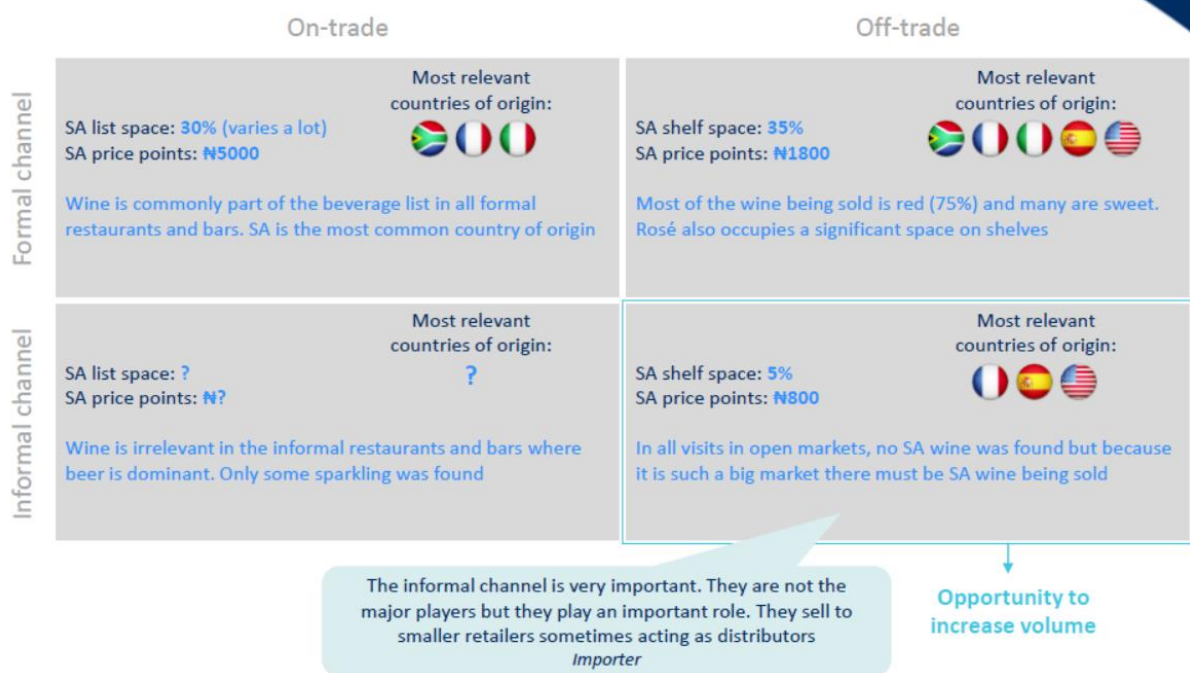 On-trade
Off-trade
Formal channel
SA list space: 30% (varies a lot)
SA price points: ₦5000
Most relevant
countries of origin:
Wine is commonly part of the beverage list in all formal
restaurants and bars. SA is the most common country of origin
SA shelf space: 35%
SA price points: ₦1800
Most relevant
countries of origin:
Most of the wine being sold is red (75%) and many are sweet.
Rosé also occupies a significant space on shelves
Informal channel
SA list space: ?
SA price points: ₦?
Most relevant
countries of origin:
?
Wine is irrelevant in the informal restaurants and bars where
beer is dominant. Only some sparkling was found
SA shelf space: 5%
SA price points: ₦800
Most relevant
countries of origin:
In all visits in open markets, no SA wine was found but because
it is such a big market there must be SA wine being sold
The informal channel is very important. They are not the
major players but they play an important role. They sell to
smaller retailers sometimes acting as distributors
Importer
Opportunity to
increase volume